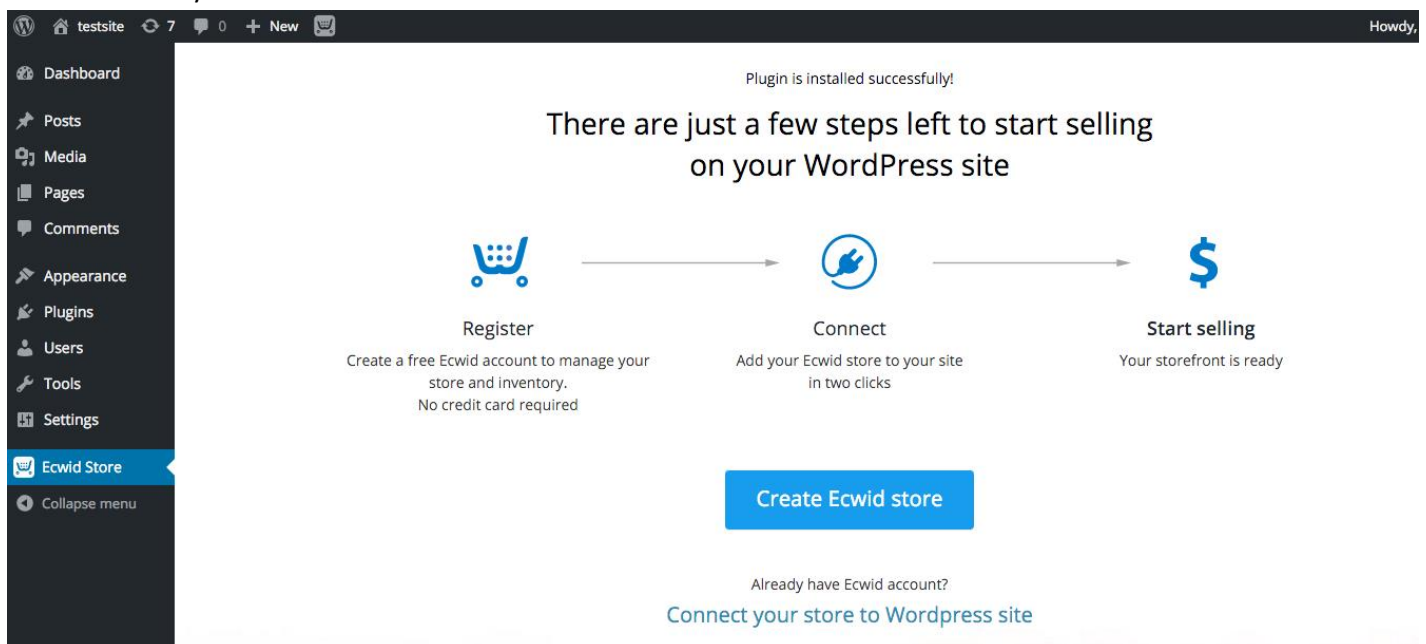 testsite 7 0 + New Howdy,
Dashboard
Posts
Media
Pages
Comments
Appearance
Plugins
Users
Tools
Settings
Ecwid Store
Collapse menu
Plugin is installed successfully!
There are just a few steps left to start selling
on your WordPress site
Register
Create a free Ecwid account to manage your
store and inventory.
No credit card required
Connect
Add your Ecwid store to your site
in two clicks
$
Start selling
Your storefront is ready
Create Ecwid store
Already have Ecwid account?
Connect your store to Wordpress site